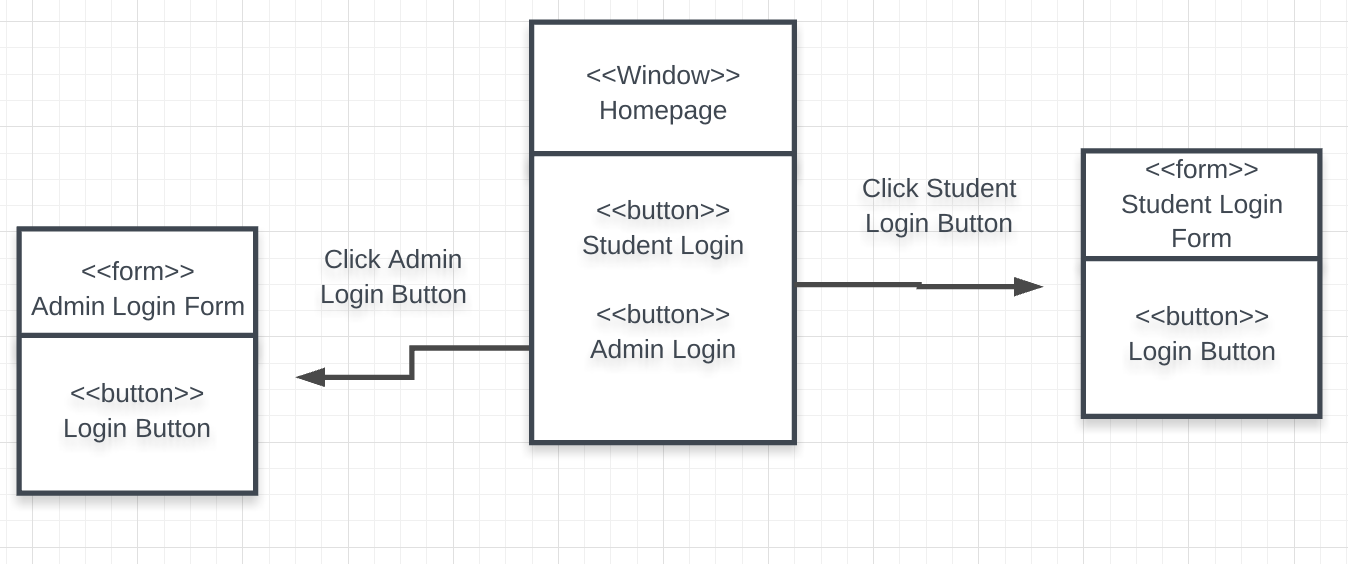 <<Window>>
Homepage
<<button>>
Student Login
<<button>>
Admin Login
Click Student
Login Button
<<form>>
Student Login
Form
<<button>>
Login Button
Click Admin
Login Button
<<form>>
Admin Login Form
<<button>>
Login Button